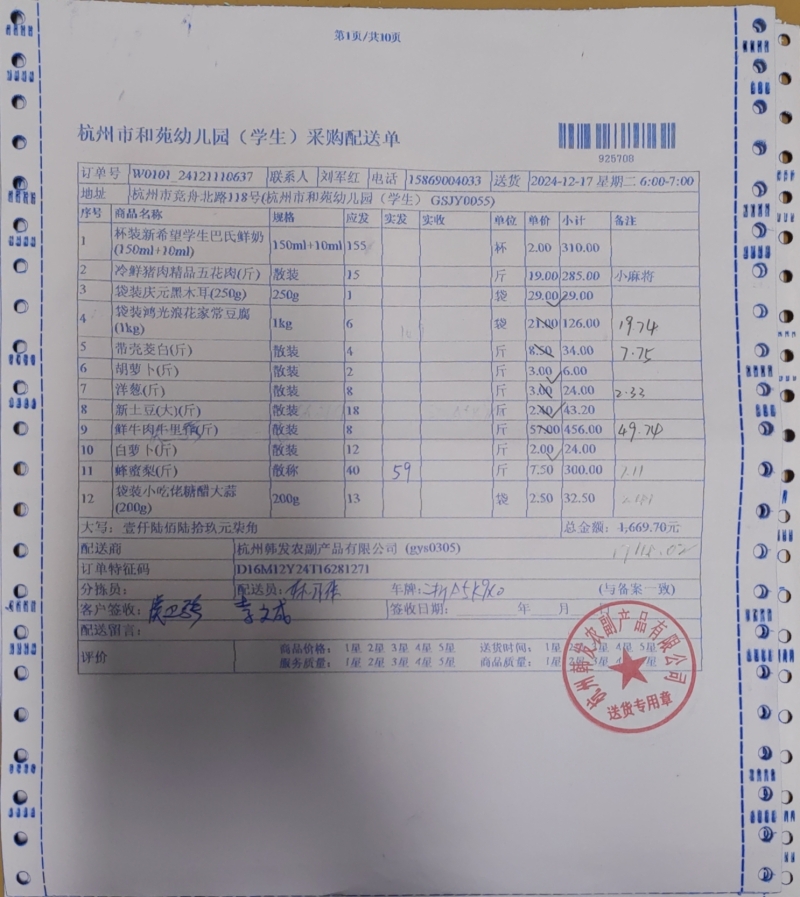 第1页/共10页
杭州市和苑幼儿园（学生）采购配送单
925708
订单号 W0101_24121110637 联系人 刘军红 电话 15869004033 送货 2024-12-17 星期二 6:00-7:00
地址 杭州市竞舟北路118号(杭州市和苑幼儿园（学生） GSJY0055)
序号 商品名称 规格 应发 实发 实收 单位 单价 小计 备注
1 杯装新希望学生巴氏鲜奶(150ml+10ml) 150ml+10ml 155 杯 2.00 310.00
2 冷鲜猪肉精品五花肉(斤) 散装 15 斤 19.00 285.00 小麻将
3 袋装庆元黑木耳(250g) 250g 1 袋 29.00 29.00
4 袋装鸿光浪花家常豆腐(1kg) 1kg 6 袋 21.00 126.00 1974
5 带壳茭白(斤) 散装 4 斤 8.50 34.00 7.75
6 胡萝卜(斤) 散装 2 斤 3.00 6.00
7 洋葱(斤) 散装 8 斤 3.00 24.00 2.33
8 新土豆(大)(斤) 散装 18 斤 2.40 43.20
9 鲜牛肉牛里脊(斤) 散装 8 斤 57.00 456.00 49.74
10 白萝卜(斤) 散装 12 斤 2.00 24.00
11 蜂蜜梨(斤) 散称 40 59 斤 7.50 300.00
12 袋装小吃佬糖醋大蒜(200g) 200g 13 袋 2.50 32.50
大写：壹仟陆佰陆拾玖元柒角 总金额：1,669.70元
配送商 杭州韩发农副产品有限公司 (gys0305)
订单特征码 D16M12Y24T16281271
分拣员： 配送员： 车牌： (与备案一致)
客户签收： 签收日期： 年 月
配送留言：
评价 商品价格： 1星 2星 3星 4星 5星 送货时间： 1星 2星 3星 4星 5星
服务质量： 1星 2星 3星 4星 5星 商品质量： 1星 2星 3星 4星 5星
杭州韩发农副产品有限公司
送货专用章